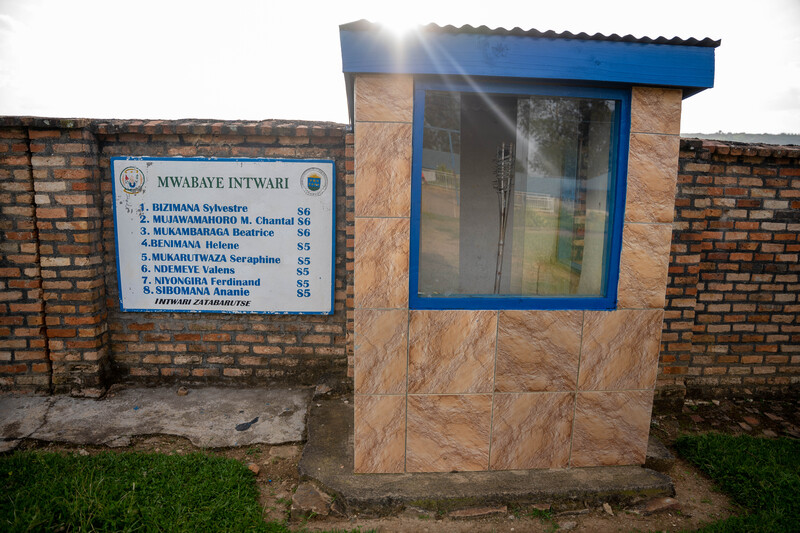 MWABAYE INTWARI
1. BIZIMANA Sylvestre S6
2. MUJAWAMAHORO M. Chantal S6
3. MUKAMBARAGA Beatrice S6
4. BENIMANA Helene S5
5. MUKARUTWAZA Seraphine S5
6. NDEMEYE Valens S5
7. NIYONGIRA Ferdinand S5
8. SIBOMANA Ananie S5
INTWARI ZATABARUTSE